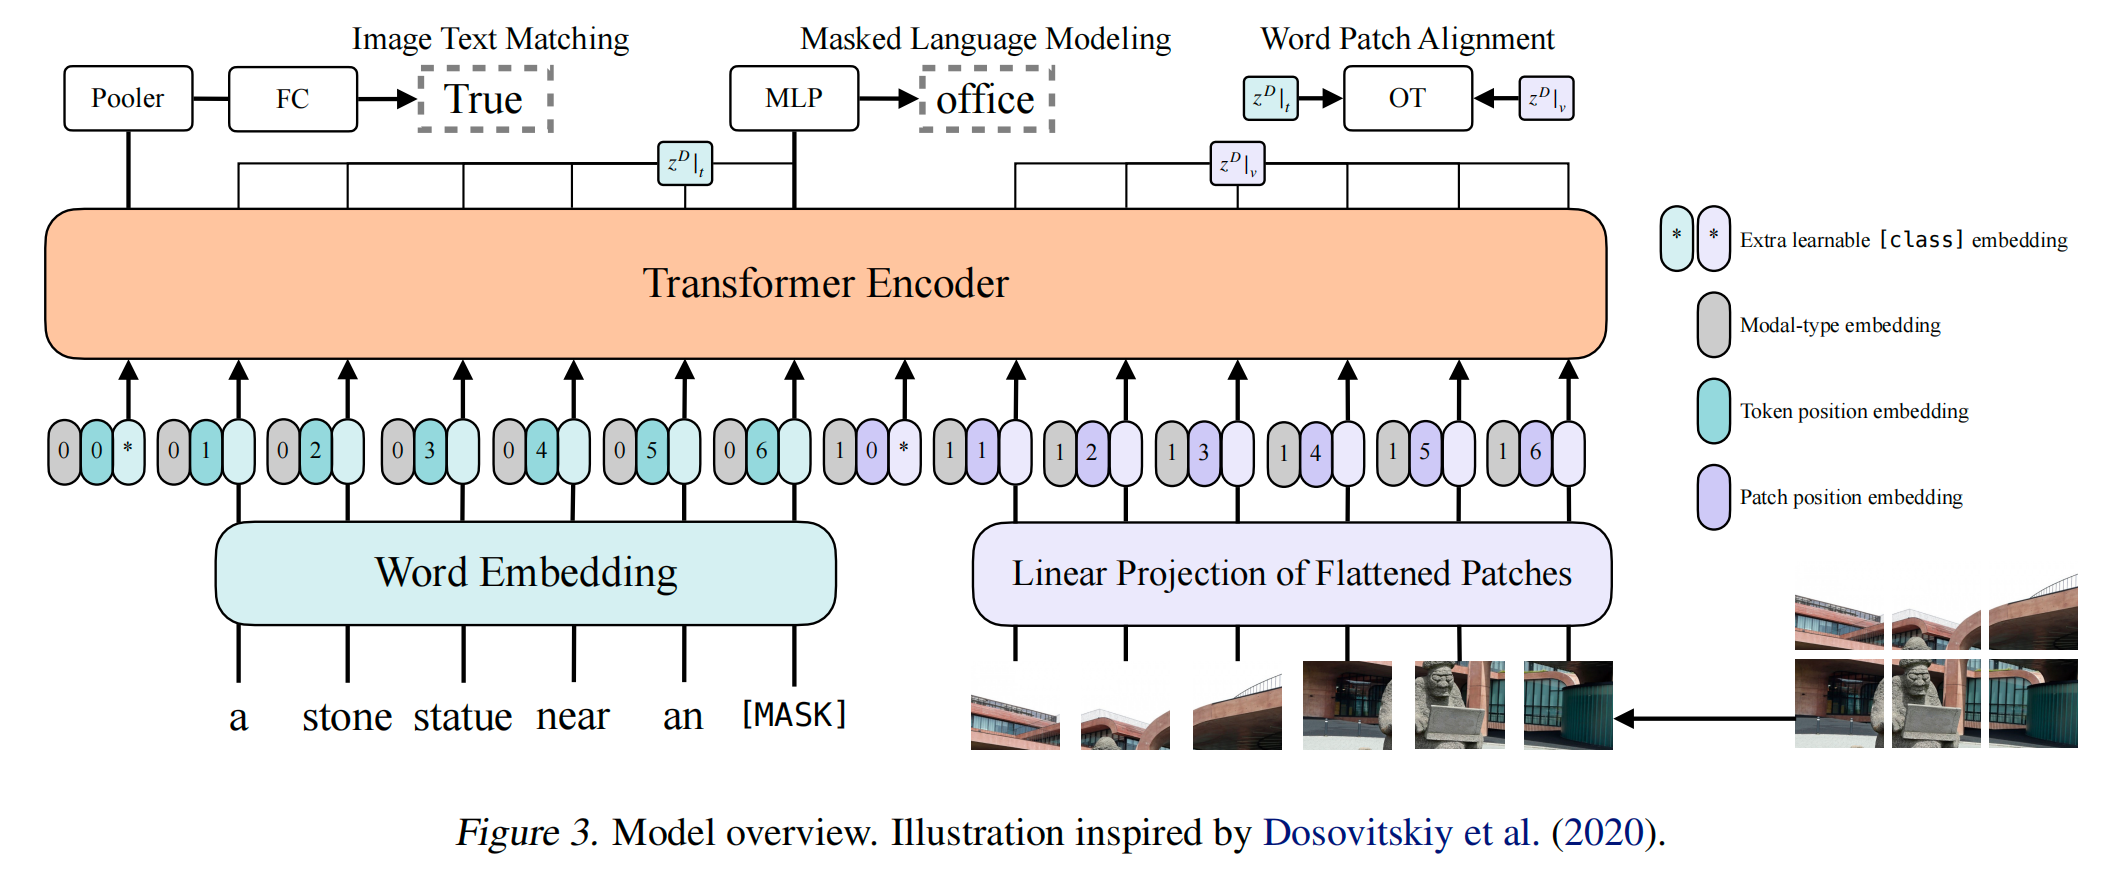 Image Text Matching
Masked Language Modeling
Word Patch Alignment
Pooler
FC
True
MLP
office
z^D|_t
OT
z^D|_v
z^D|_t
z^D|_v
Transformer Encoder
* * Extra learnable [class] embedding
Modal-type embedding
Token position embedding
Patch position embedding
0 0 * 0 1 0 2 0 3 0 4 0 5 0 6 1 0 * 1 1 1 2 1 3 1 4 1 5 1 6
Word Embedding
Linear Projection of Flattened Patches
a stone statue near an [MASK]
Figure 3. Model overview. Illustration inspired by Dosovitskiy et al. (2020).